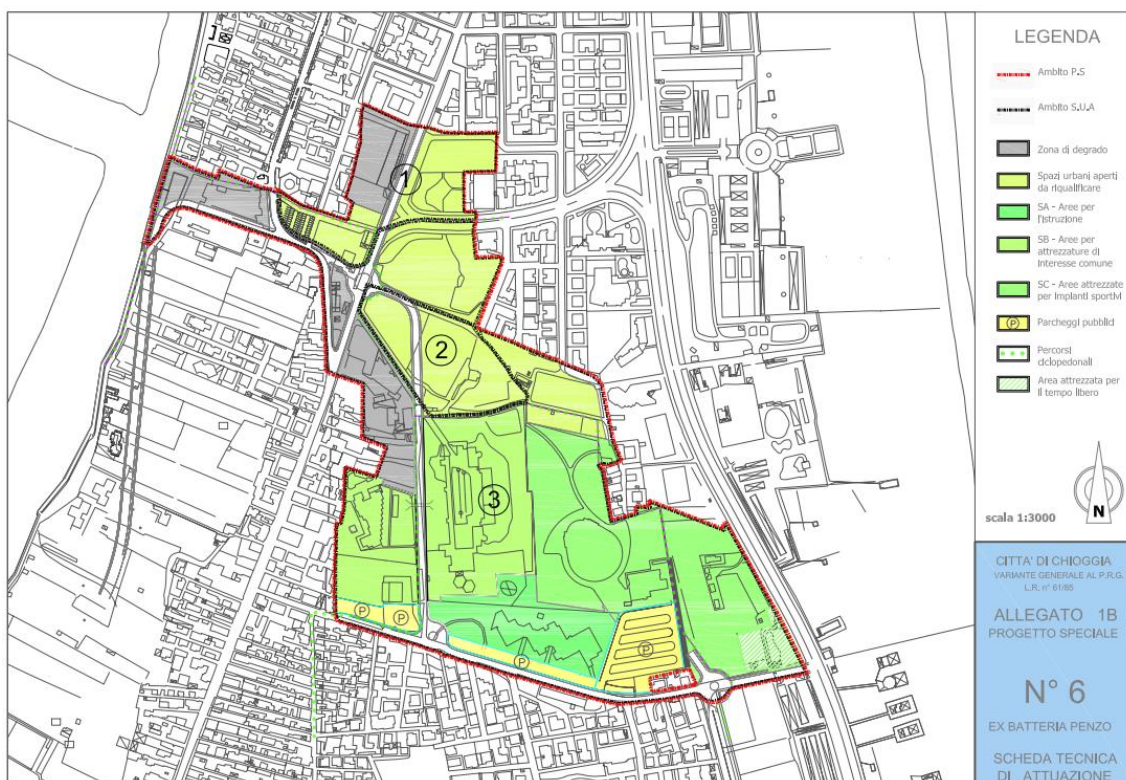 1
2
3
P
P
P
P
LEGENDA
Ambito P.S
Ambito S.U.A
Zona di degrado
Spazi urbani aperti
da riqualificare
SA - Aree per
l'istruzione
SB - Aree per
attrezzature di
interesse comune
SC - Aree attrezzate
per impianti sportivi
P
Parcheggi pubblici
Percorsi
ciclopedonali
Area attrezzata per
il tempo libero
scala 1:3000
N
CITTA' DI CHIOGGIA
VARIANTE GENERALE AL P.R.G.
L.R. n° 61/85
ALLEGATO 1B
PROGETTO SPECIALE
N° 6
EX BATTERIA PENZO
SCHEDA TECNICA
DI ATTUAZIONE